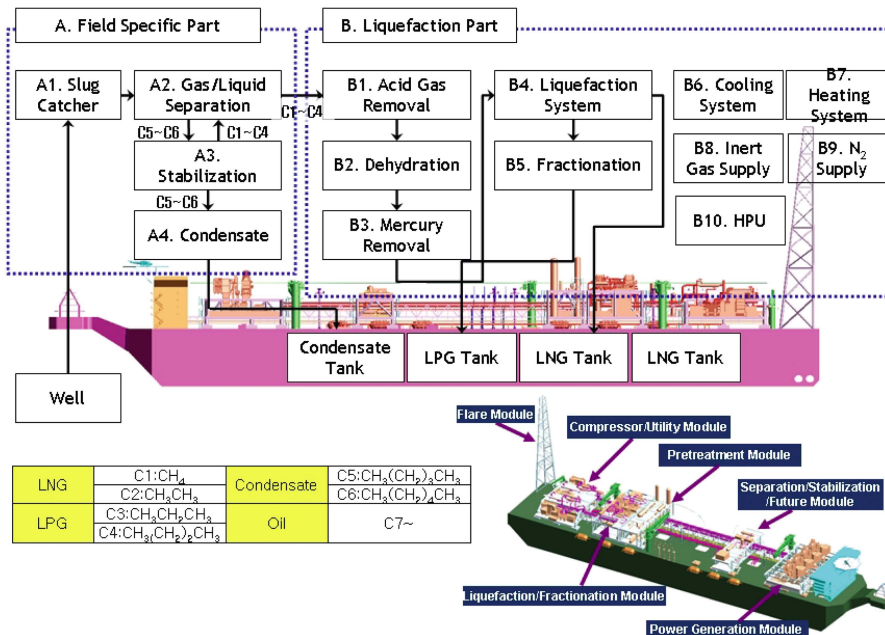 A. Field Specific Part
B. Liquefaction Part
A1. Slug
Catcher
A2. Gas/Liquid
Separation
C1~C4
B1. Acid Gas
Removal
B4. Liquefaction
System
B6. Cooling
System
B7.
Heating
System
C5~C6
C1~C4
A3.
Stabilization
B2. Dehydration
B5. Fractionation
B8. Inert
Gas Supply
B9. N₂
Supply
C5~C6
A4. Condensate
B3. Mercury
Removal
B10. HPU
Condensate
Tank
LPG Tank
LNG Tank
LNG Tank
Well
Flare Module
Compressor/Utility Module
Pretreatment Module
Separation/Stabilization
/Future Module
Liquefaction/Fractionation Module
Power Generation Module
LNG
C1:CH₄
C2:CH₃CH₃
Condensate
C5:CH₃(CH₂)₃CH₃
C6:CH₃(CH₂)₄CH₃
LPG
C3:CH₃CH₂CH₃
C4:CH₃(CH₂)₂CH₃
Oil
C7~